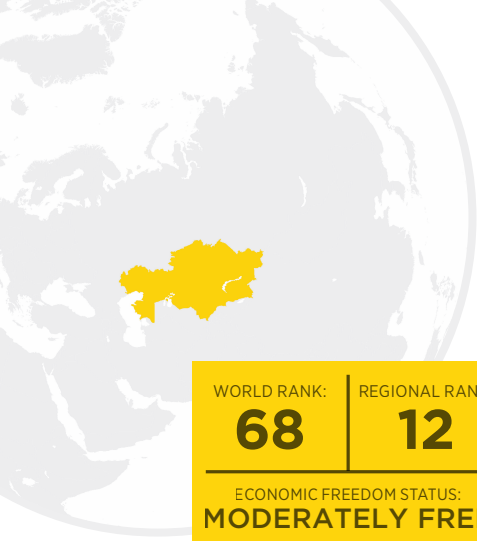 WORLD RANK:
68
REGIONAL RAN
12
ECONOMIC FREEDOM STATUS:
MODERATELY FRE